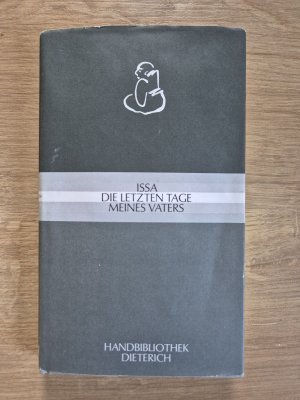 ISSA
DIE LETZTEN TAGE
MEINES VATERS
HANDBIBLIOTHEK
DIETERICH